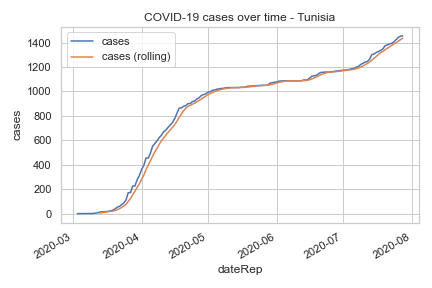 COVID-19 cases over time - Tunisia
cases
cases (rolling)
1400
1200
1000
800
600
400
200
0
cases
2020-03
2020-04
2020-05
2020-06
2020-07
2020-08
dateRep